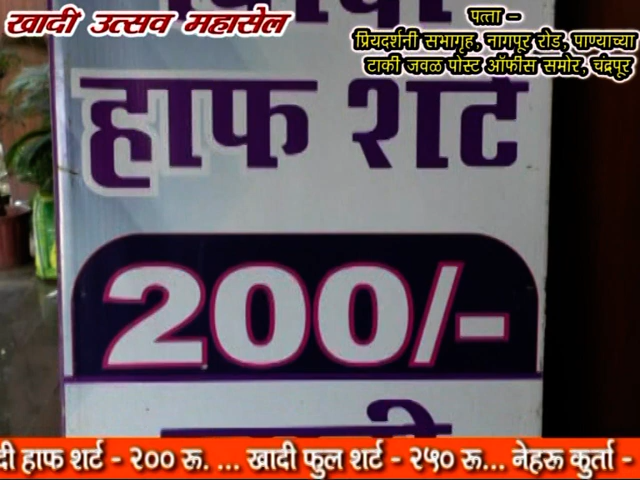 खादी उत्सव महासेल
पत्ता -
प्रियदर्शनी सभागृह, नागपूर रोड, पाण्याच्या
टाकी जवळ पोस्ट ऑफीस समोर, चंद्रपूर
हाफ शर्ट
200/-
दी हाफ शर्ट - २०० रू. ... खादी फुल शर्ट - २५० रू... नेहरू कुर्ता -